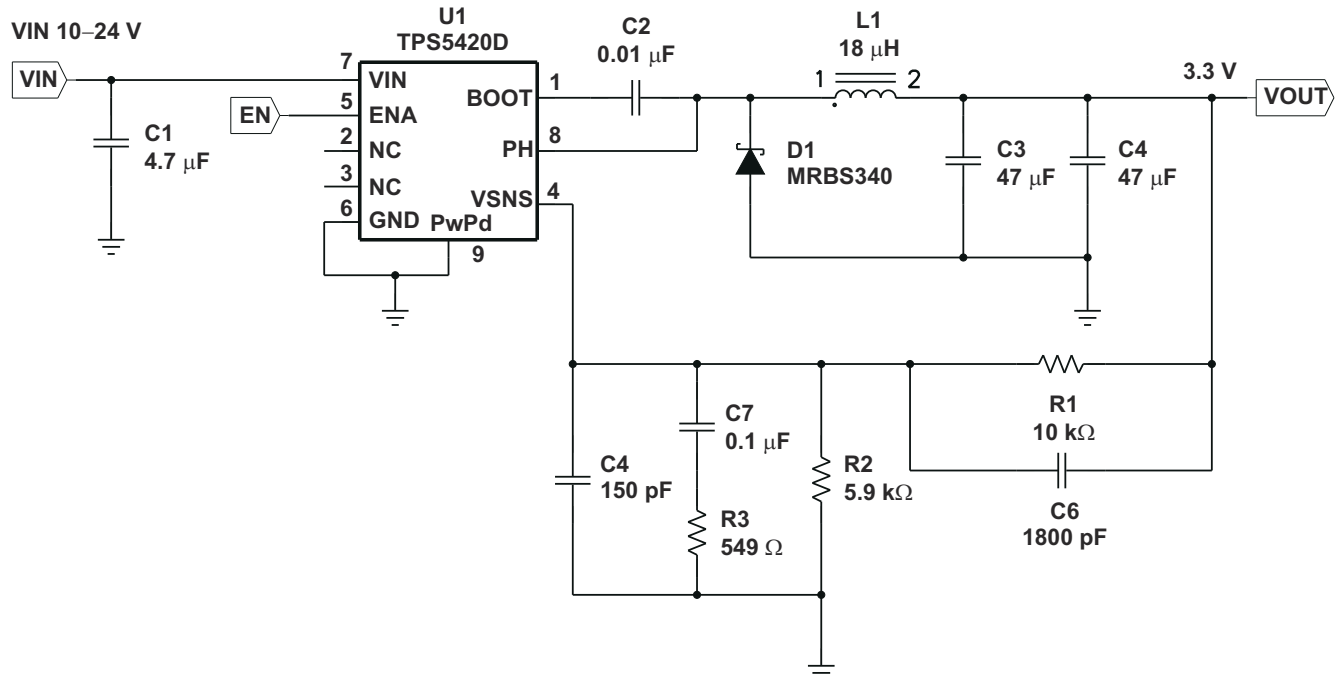 VIN 10–24 V
VIN
C1
4.7 μF
EN
U1
TPS5420D
7
VIN
5
ENA
2
NC
3
NC
6
GND
PwPd
9
BOOT
1
PH
8
VSNS
4
C2
0.01 μF
L1
18 μH
1
2
D1
MRBS340
C3
47 μF
C4
47 μF
3.3 V
VOUT
C4
150 pF
C7
0.1 μF
R3
549 Ω
R2
5.9 kΩ
R1
10 kΩ
C6
1800 pF